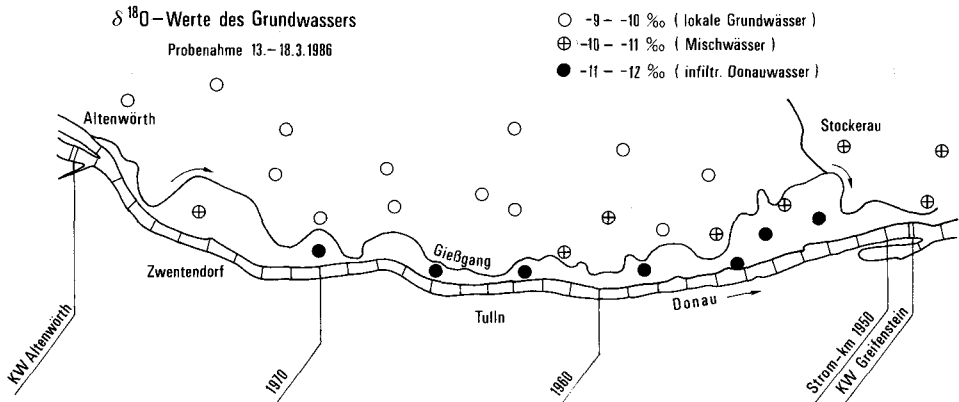 δ ¹⁸O–Werte des Grundwassers
Probenahme 13.–18.3.1986
○ -9 – -10 ‰ ( lokale Grundwässer )
⊕ -10 – -11 ‰ ( Mischwässer )
● -11 – -12 ‰ ( infiltr. Donauwasser )
Altenwörth
Stockerau
Zwentendorf
Gießgang
Tulln
Donau
KW Altenwörth
1970
1960
Strom-km 1950
KW Greifenstein